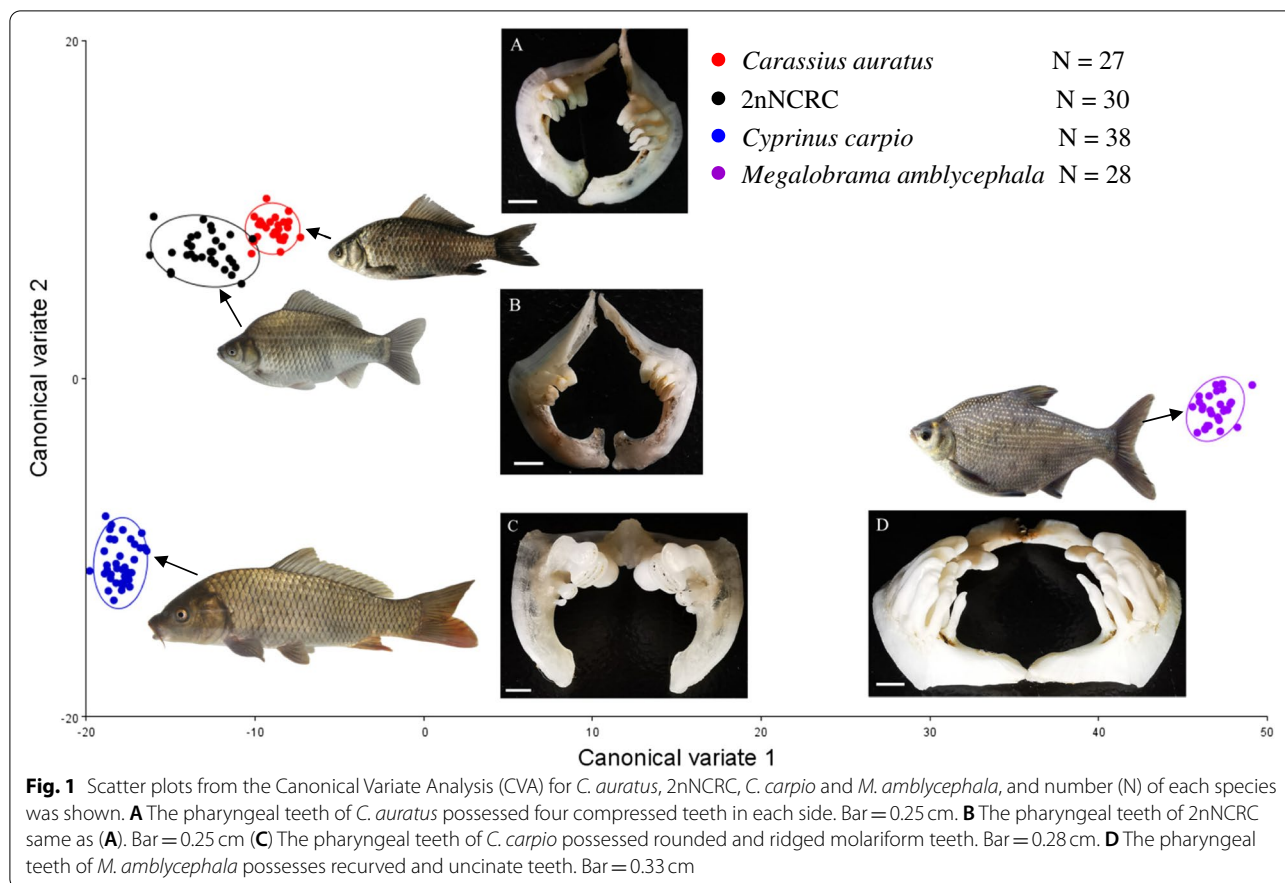 20
A
Carassius auratus N = 27
2nNCRC N = 30
Cyprinus carpio N = 38
Megalobrama amblycephala N = 28
B
Canonical variate 2
0
C
D
-20
-20 -10 0 10 20 30 40 50
Canonical variate 1
Fig. 1 Scatter plots from the Canonical Variate Analysis (CVA) for C. auratus, 2nNCRC, C. carpio and M. amblycephala, and number (N) of each species
was shown. A The pharyngeal teeth of C. auratus possessed four compressed teeth in each side. Bar = 0.25 cm. B The pharyngeal teeth of 2nNCRC
same as (A). Bar = 0.25 cm (C) The pharyngeal teeth of C. carpio possessed rounded and ridged molariform teeth. Bar = 0.28 cm. D The pharyngeal
teeth of M. amblycephala possesses recurved and uncinate teeth. Bar = 0.33 cm